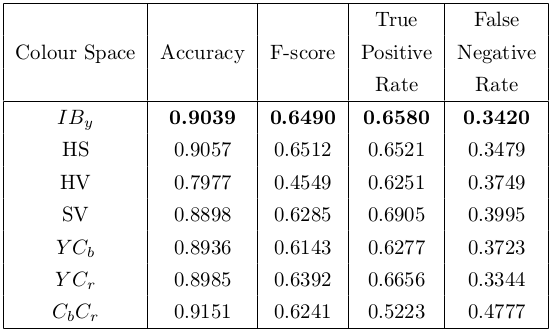 Colour Space Accuracy F-score True Positive Rate False Negative Rate
IB_y 0.9039 0.6490 0.6580 0.3420
HS 0.9057 0.6512 0.6521 0.3479
HV 0.7977 0.4549 0.6251 0.3749
SV 0.8898 0.6285 0.6905 0.3995
YC_b 0.8936 0.6143 0.6277 0.3723
YC_r 0.8985 0.6392 0.6656 0.3344
C_bC_r 0.9151 0.6241 0.5223 0.4777